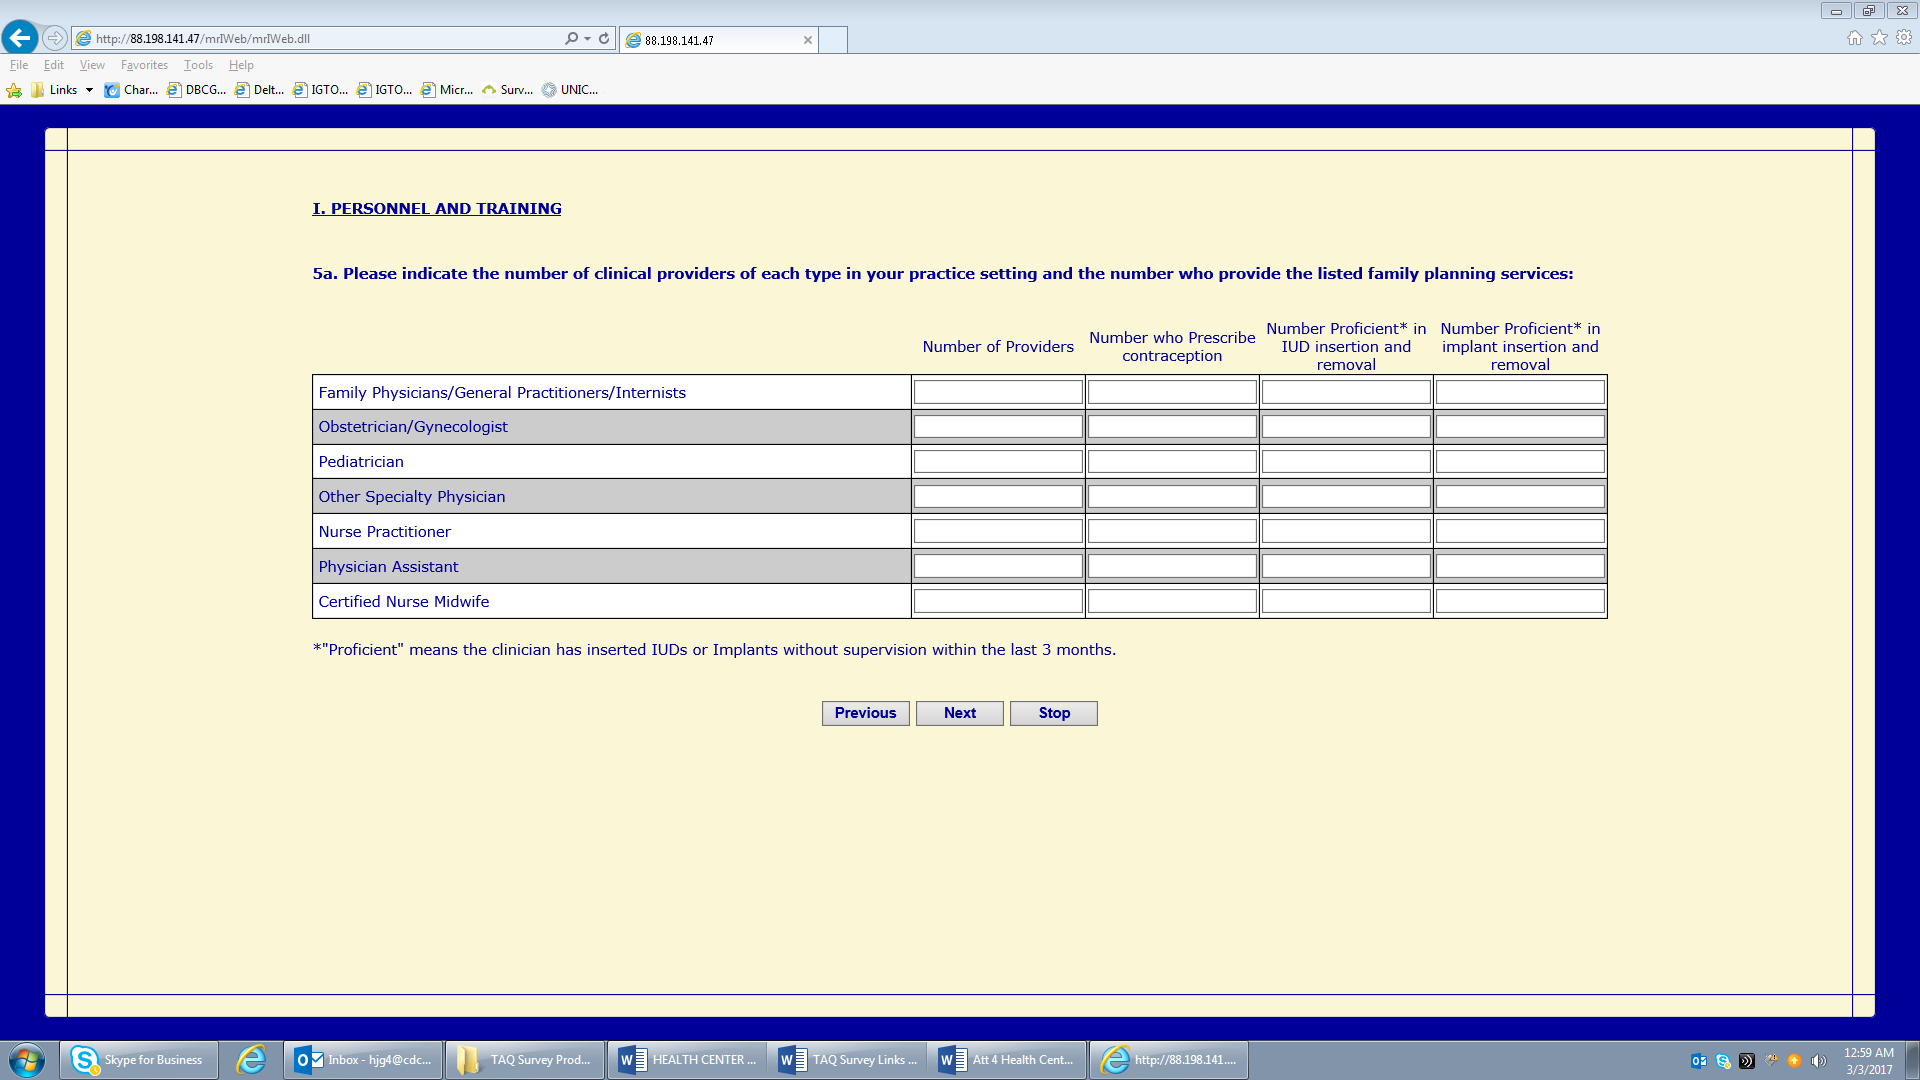 http://88.198.141.47/mrIWeb/mrIWeb.dll
88.198.141.47
File Edit View Favorites Tools Help
Links Char... DBCG... Delt... IGTO... IGTO... Micr... Surv... UNIC...
I. PERSONNEL AND TRAINING
5a. Please indicate the number of clinical providers of each type in your practice setting and the number who provide the listed family planning services:
Number of Providers
Number who Prescribe
contraception
Number Proficient* in
IUD insertion and
removal
Number Proficient* in
implant insertion and
removal
Family Physicians/General Practitioners/Internists
Obstetrician/Gynecologist
Pediatrician
Other Specialty Physician
Nurse Practitioner
Physician Assistant
Certified Nurse Midwife
*"Proficient" means the clinician has inserted IUDs or Implants without supervision within the last 3 months.
Previous Next Stop
Skype for Business
Inbox - hjg4@cdc...
TAQ Survey Prod...
HEALTH CENTER ...
TAQ Survey Links ...
Att 4 Health Cent...
http://88.198.141....
12:59 AM
3/3/2017